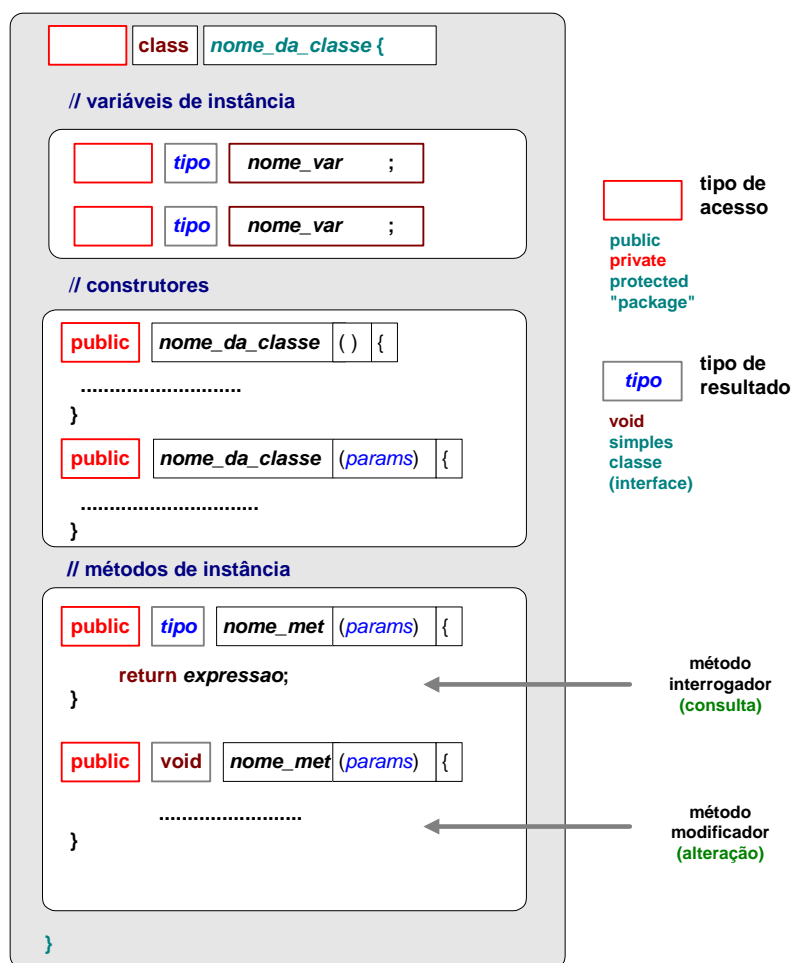 class nome_da_classe {
// variáveis de instância
tipo nome_var ;
tipo nome_var ;
// construtores
public nome_da_classe ( ) {
............................
}
public nome_da_classe (params) {
...............................
}
// métodos de instância
public tipo nome_met (params) {
return expressao;
}
public void nome_met (params) {
.........................
}
}
tipo de
acesso
public
private
protected
"package"
tipo
tipo de
resultado
void
simples
classe
(interface)
método
interrogador
(consulta)
método
modificador
(alteração)